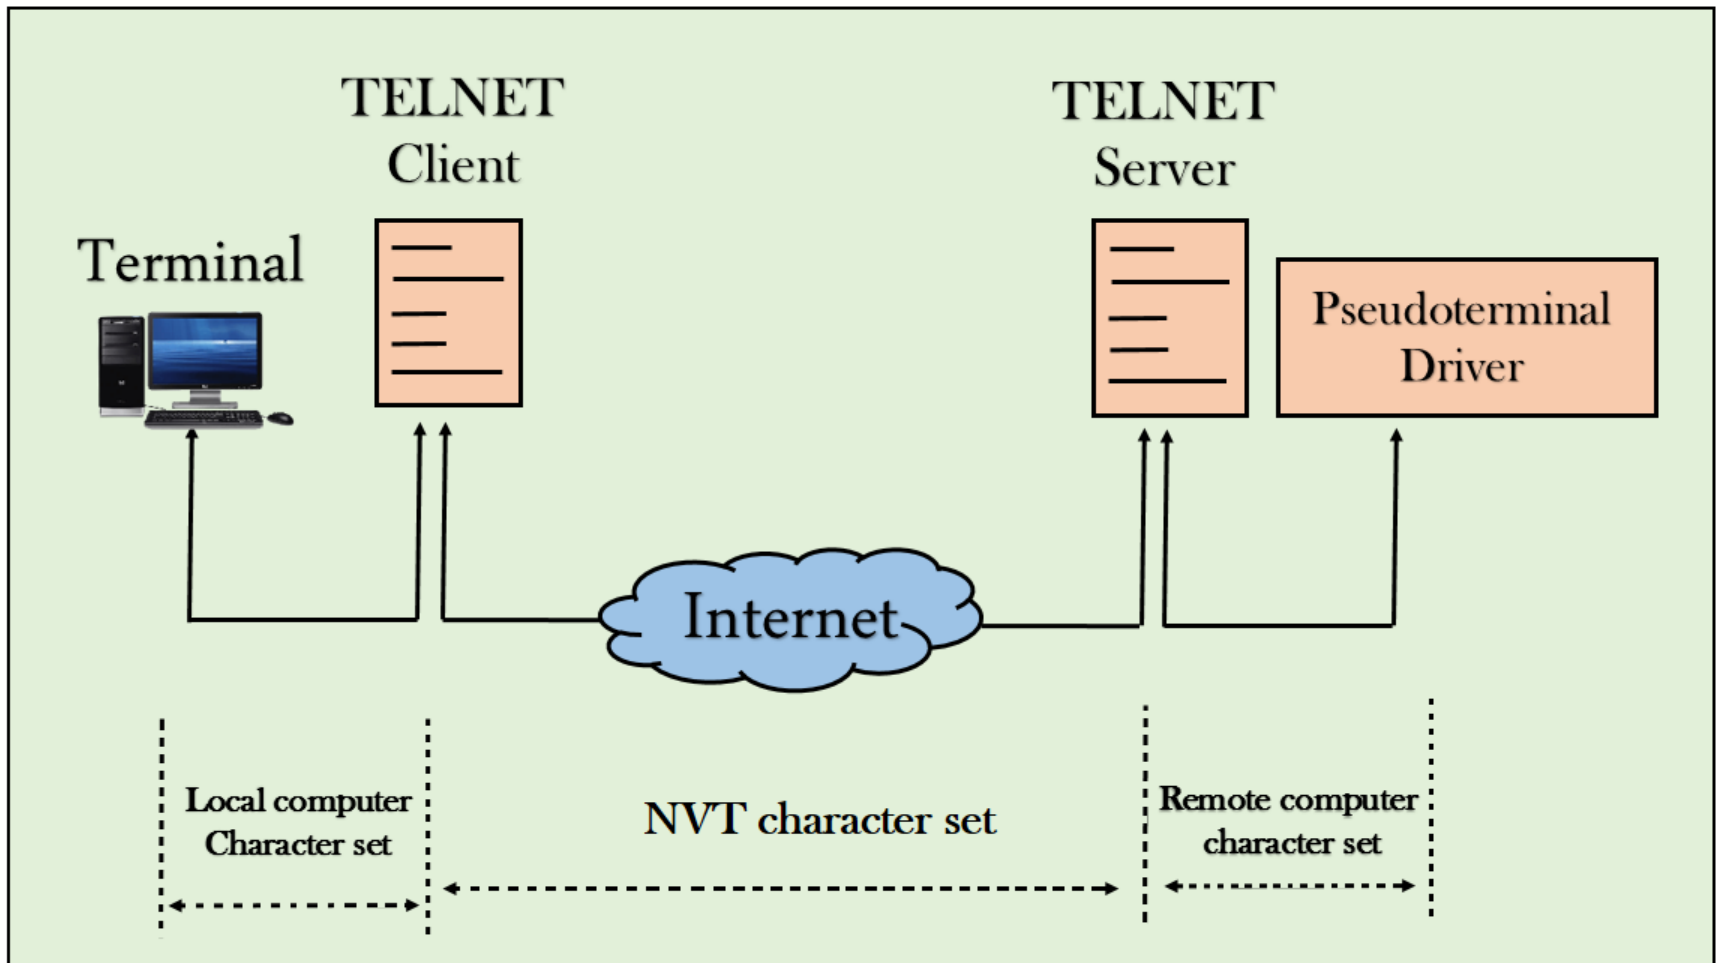 TELNET
Client
TELNET
Server
Terminal
Pseudoterminal
Driver
Internet
Local computer
Character set
NVT character set
Remote computer
character set